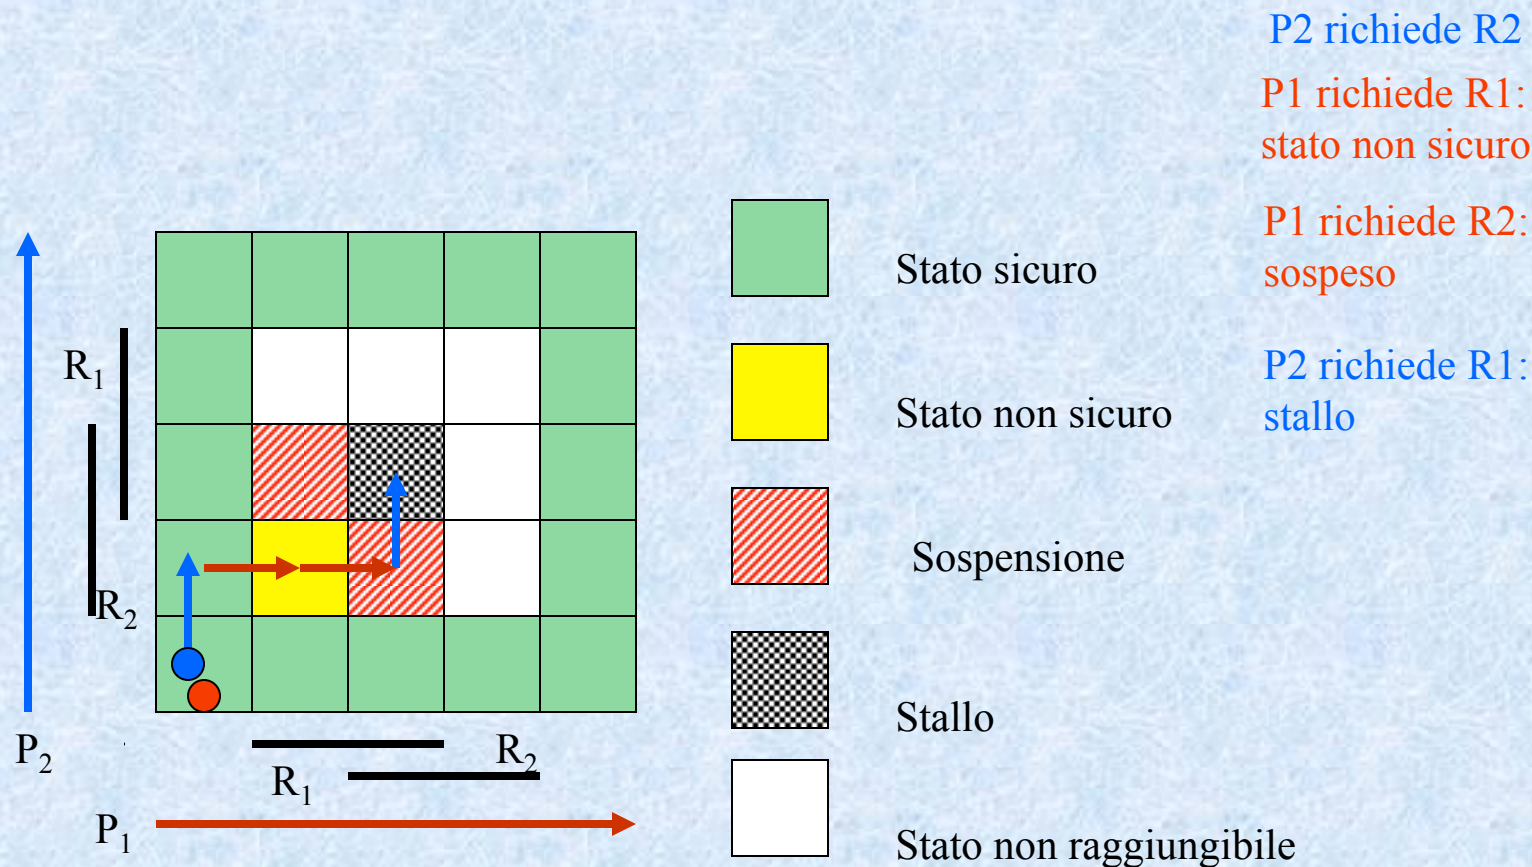 P2 richiede R2
P1 richiede R1:
stato non sicuro
P1 richiede R2:
sospeso
P2 richiede R1:
stallo
Stato sicuro
Stato non sicuro
Sospensione
Stallo
Stato non raggiungibile
R₁
R₂
P₂
R₂
R₁
P₁